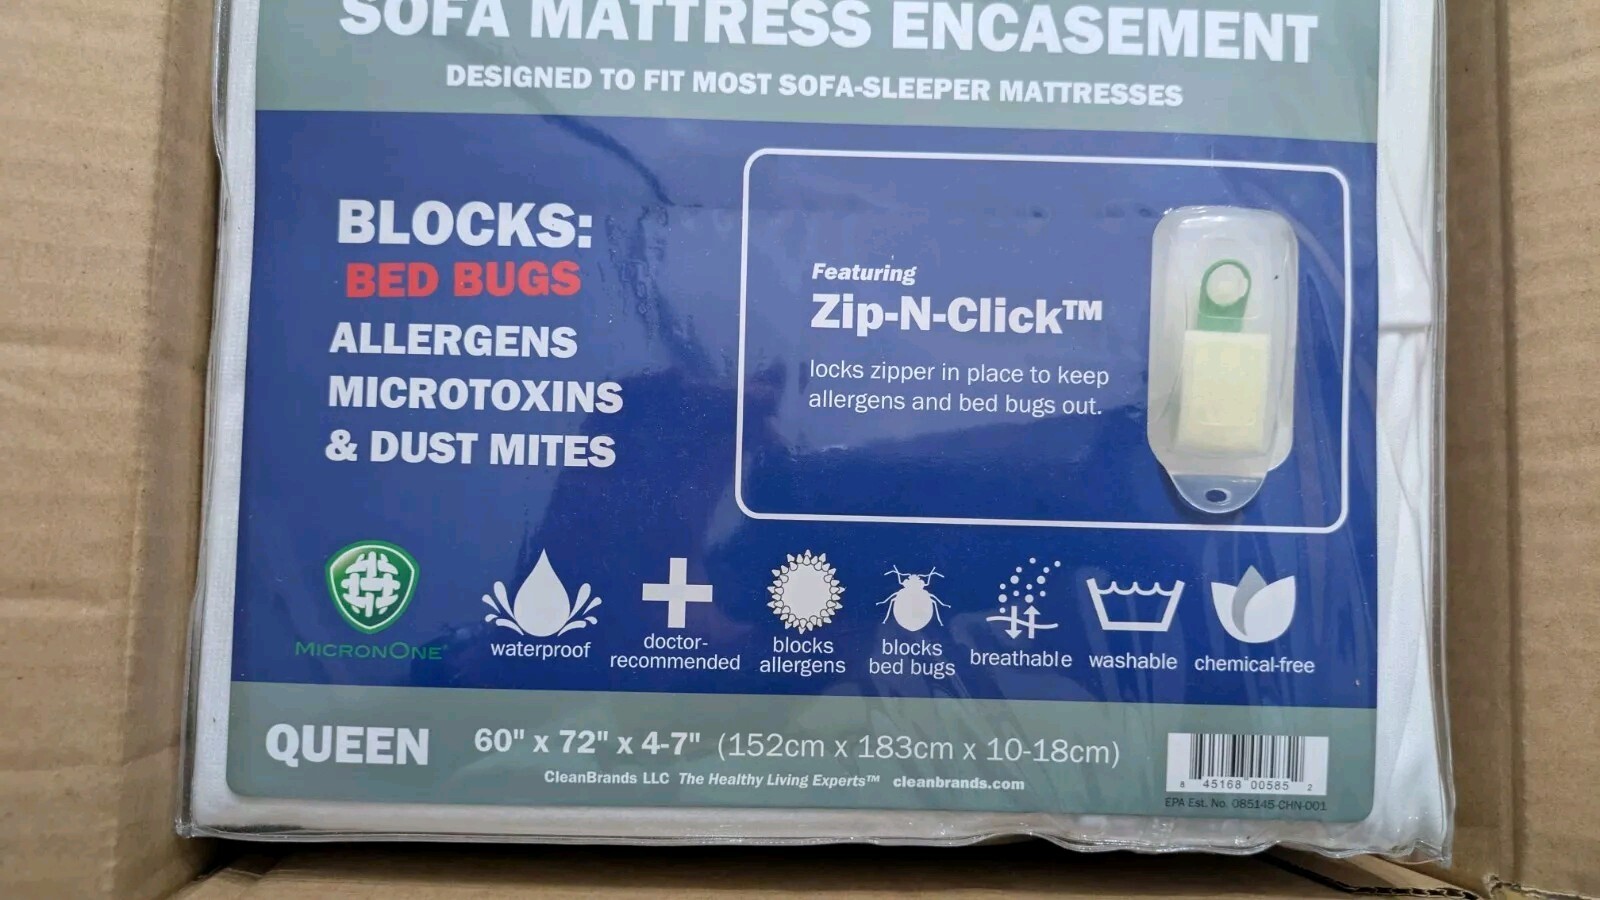 SOFA MATTRESS ENCASEMENT
DESIGNED TO FIT MOST SOFA-SLEEPER MATTRESSES
BLOCKS:
BED BUGS
ALLERGENS
MICROTOXINS
& DUST MITES
Featuring
Zip-N-Click™
locks zipper in place to keep
allergens and bed bugs out.
MICRONONE®
waterproof
doctor-
recommended
blocks
allergens
blocks
bed bugs
breathable
washable
chemical-free
QUEEN
60" x 72" x 4-7" (152cm x 183cm x 10-18cm)
CleanBrands LLC The Healthy Living Experts™ cleanbrands.com
8 45168 00585 2
EPA Est. No. 085145-CHN-001